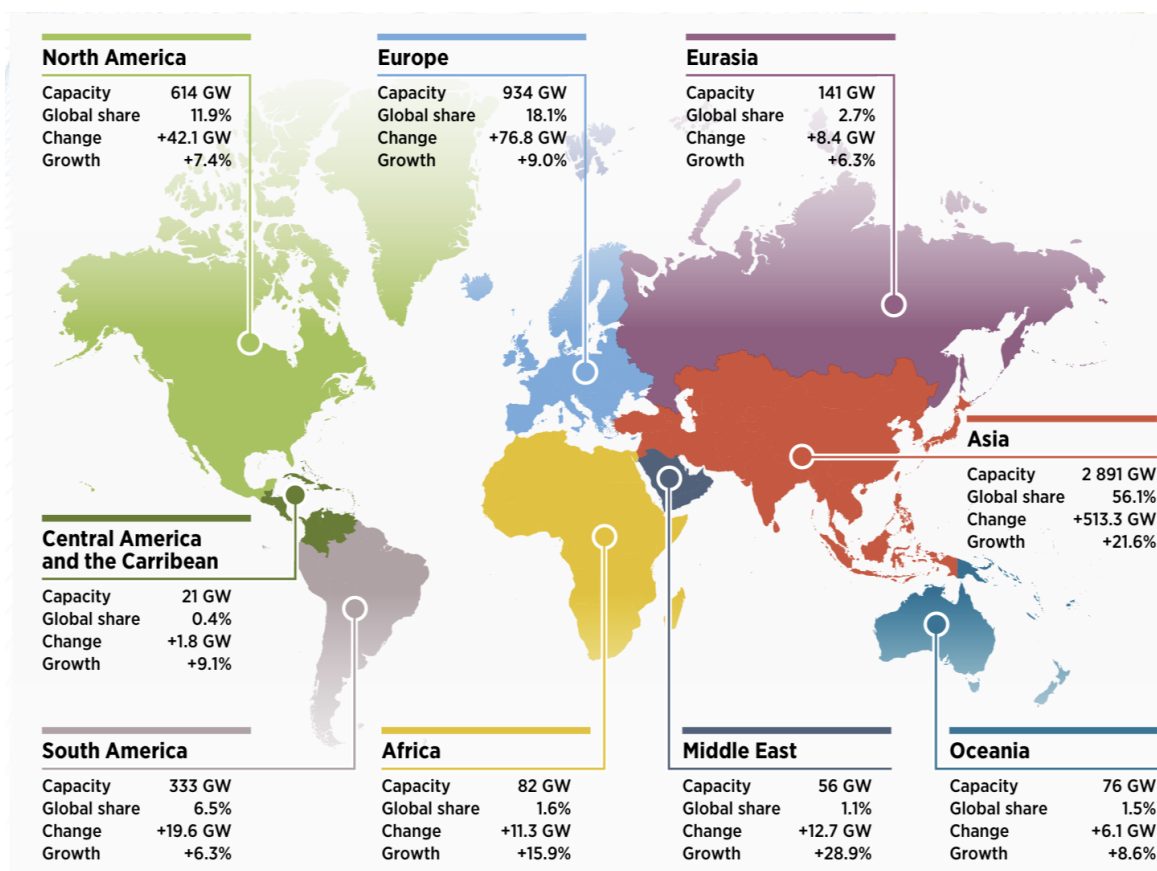 North America
Capacity 614 GW
Global share 11.9%
Change +42.1 GW
Growth +7.4%
Europe
Capacity 934 GW
Global share 18.1%
Change +76.8 GW
Growth +9.0%
Eurasia
Capacity 141 GW
Global share 2.7%
Change +8.4 GW
Growth +6.3%
Asia
Capacity 2 891 GW
Global share 56.1%
Change +513.3 GW
Growth +21.6%
Central America
and the Carribean
Capacity 21 GW
Global share 0.4%
Change +1.8 GW
Growth +9.1%
South America
Capacity 333 GW
Global share 6.5%
Change +19.6 GW
Growth +6.3%
Africa
Capacity 82 GW
Global share 1.6%
Change +11.3 GW
Growth +15.9%
Middle East
Capacity 56 GW
Global share 1.1%
Change +12.7 GW
Growth +28.9%
Oceania
Capacity 76 GW
Global share 1.5%
Change +6.1 GW
Growth +8.6%